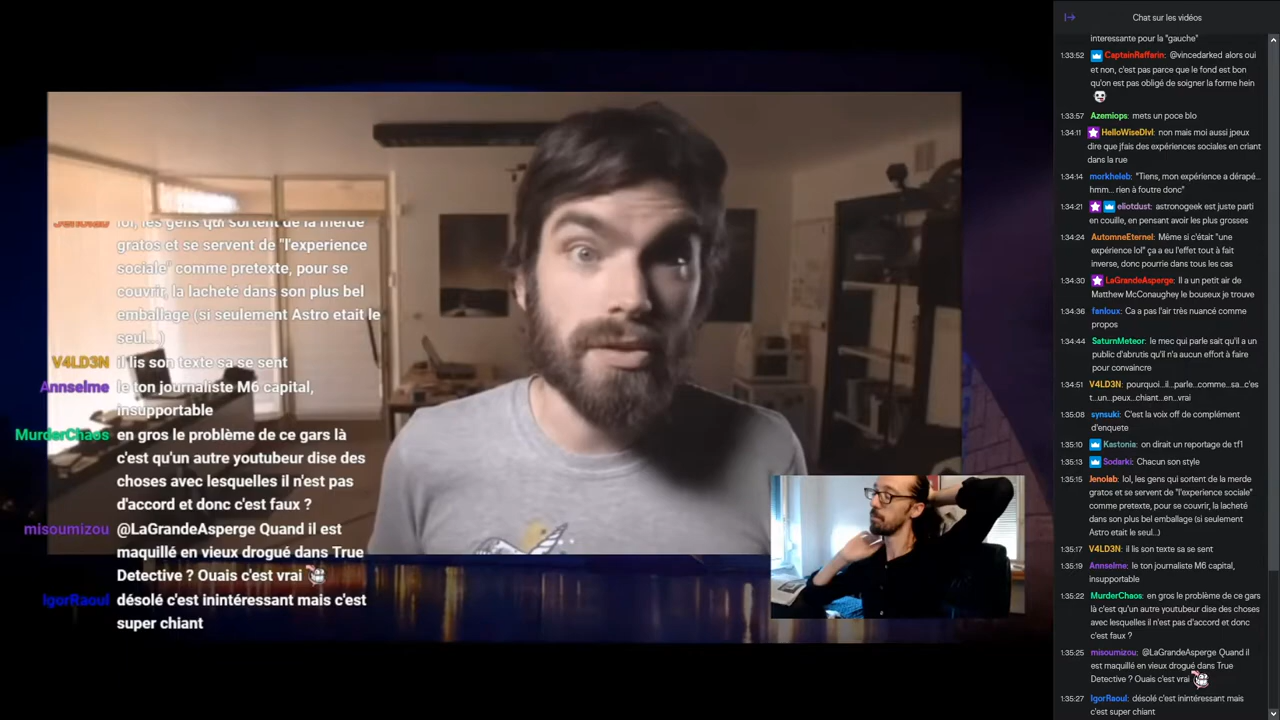 Jenolab lol, les gens qui sortent de la merde
gratos et se servent de "l'experience
sociale" comme pretexte, pour se
couvrir, la lacheté dans son plus bel
emballage (si seulement Astro etait le
seul...)
V4LD3N il lis son texte sa se sent
Annselme le ton journaliste M6 capital,
insupportable
MurderChaos en gros le problème de ce gars là
c'est qu'un autre youtubeur dise des
choses avec lesquelles il n'est pas
d'accord et donc c'est faux ?
misoumizou @LaGrandeAsperge Quand il est
maquillé en vieux drogué dans True
Detective ? Ouais c'est vrai
IgorRaoul désolé c'est inintéressant mais c'est
super chiant
Chat sur les vidéos
interessante pour la "gauche"
1:33:52 CaptainRaffarin: @vincedarked alors oui
et non, c'est pas parce que le fond est bon
qu'on est pas obligé de soigner la forme hein
1:33:57 Azemiops: mets un poce blo
1:34:11 HelloWiseDlvl: non mais moi aussi jpeux
dire que jfais des expériences sociales en criant
dans la rue
1:34:14 morkheleb: "Tiens, mon expérience a dérapé...
hmm... rien à foutre donc"
1:34:21 eliotdust: astronogeek est juste parti
en couille, en pensant avoir les plus grosses
1:34:24 AutomneEternel: Même si c'était "une
expérience lol" ça a eu l'effet tout à fait
inverse, donc pourrie dans tous les cas
1:34:30 LaGrandeAsperge: Il a un petit air de
Matthew McConaughey le bouseux je trouve
1:34:36 fanloux: Ca a pas l'air très nuancé comme
propos
1:34:44 SaturnMeteor: le mec qui parle sait qu'il a un
public d'abrutis qu'il n'a aucun effort à faire
pour convaincre
1:34:51 V4LD3N: pourquoi...il...parle...comme...sa...c'es
t...un...peux...chiant...en...vrai
1:35:08 synsuki: C'est la voix off de complément
d'enquete
1:35:10 Kastonia: on dirait un reportage de tf1
1:35:13 Sodarki: Chacun son style
1:35:15 Jenolab: lol, les gens qui sortent de la merde
gratos et se servent de "l'experience sociale"
comme pretexte, pour se couvrir, la lacheté dans
son plus bel emballage (si seulement
Astro etait le seul...)
1:35:17 V4LD3N: il lis son texte sa se sent
1:35:19 Annselme: le ton journaliste M6 capital,
insupportable
1:35:22 MurderChaos: en gros le problème de ce gars
là c'est qu'un autre youtubeur dise des choses
avec lesquelles il n'est pas d'accord et donc
c'est faux ?
1:35:25 misoumizou: @LaGrandeAsperge Quand il
est maquillé en vieux drogué dans True
Detective ? Ouais c'est vrai
1:35:27 IgorRaoul: désolé c'est inintéressant mais
c'est super chiant